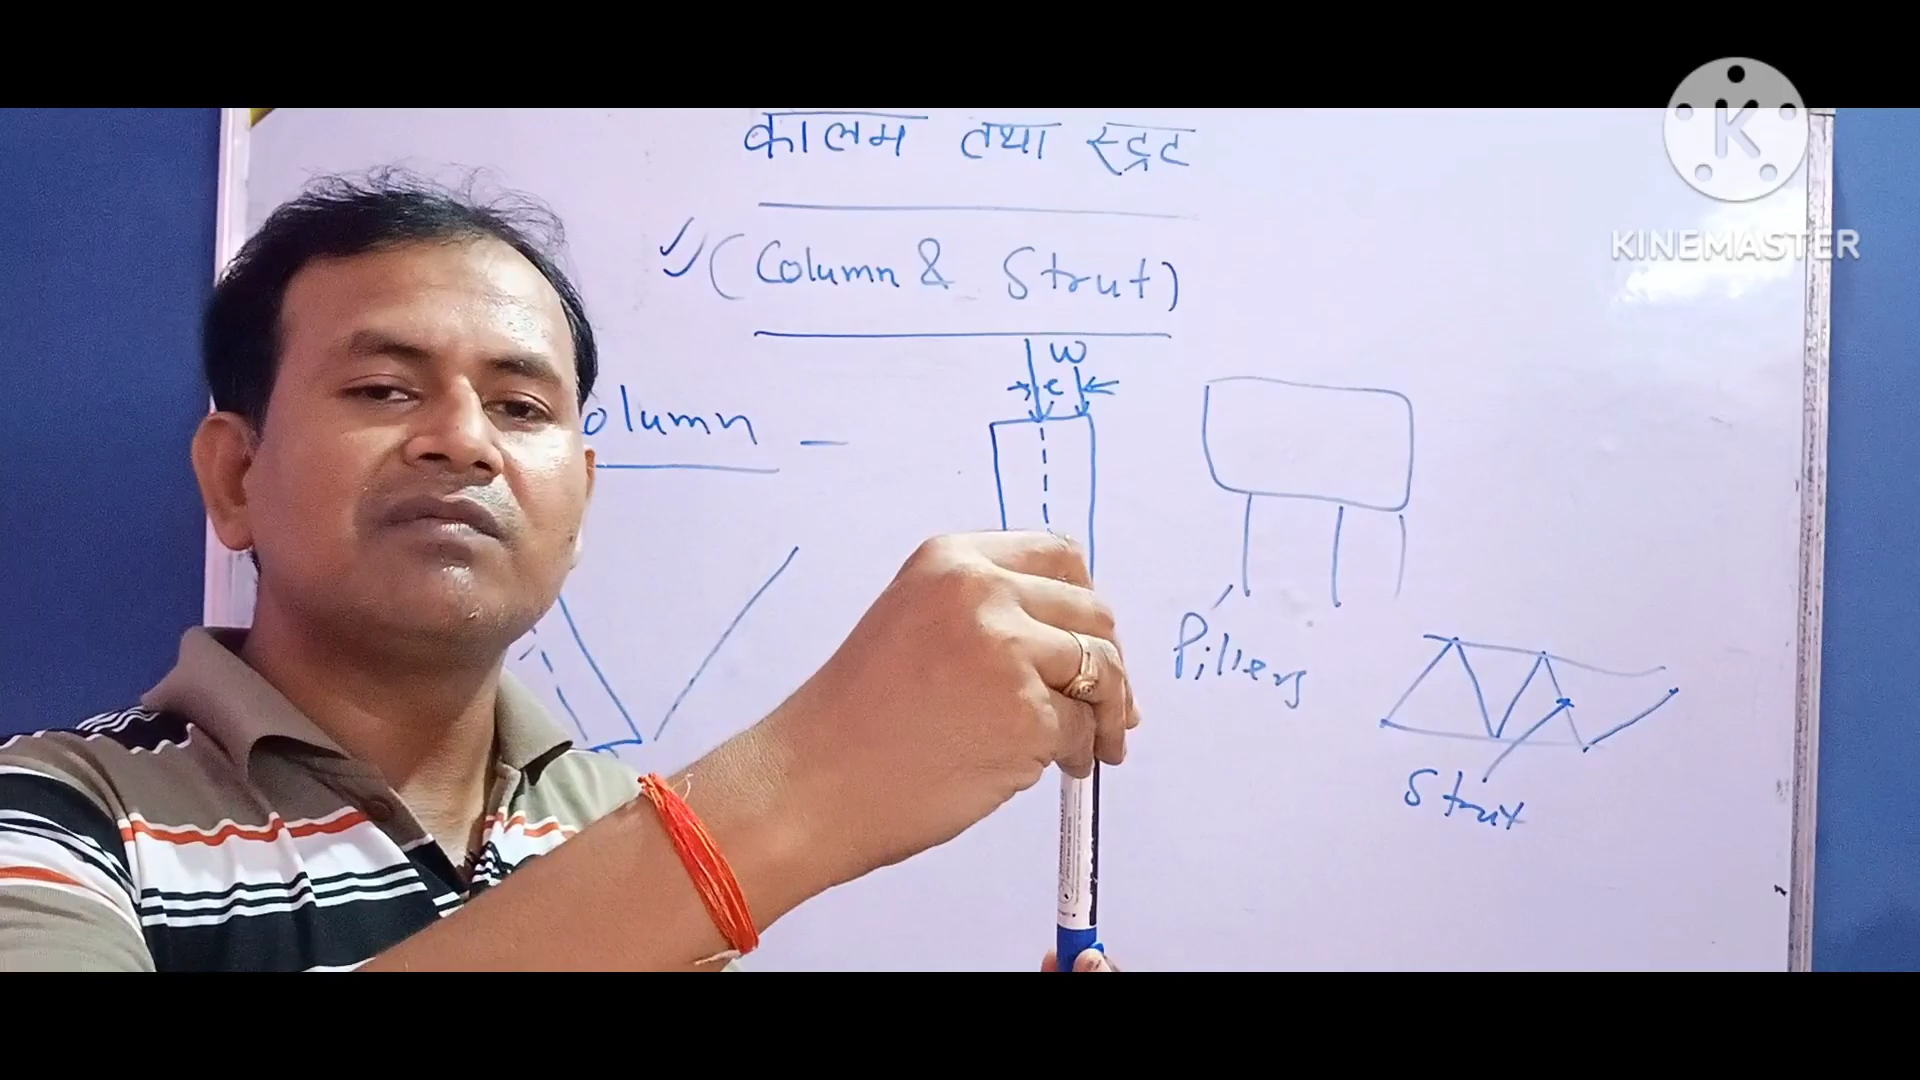 कालम तथा स्ट्रट
(Column & Strut)
olumn -
W
e
Pillers
Strut
K
KINEMASTER